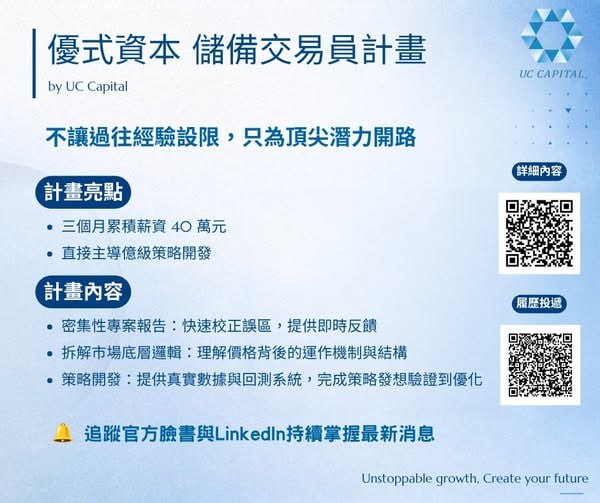 優式資本 儲備交易員計畫
by UC Capital
UC CAPITAL
不讓過往經驗設限，只為頂尖潛力開路
計畫亮點
• 三個月累積薪資 40 萬元
• 直接主導億級策略開發
詳細內容
計畫內容
• 密集性專案報告：快速校正誤區，提供即時反饋
• 拆解市場底層邏輯：理解價格背後的運作機制與結構
• 策略開發：提供真實數據與回測系統，完成策略發想驗證到優化
履歷投遞
🔔 追蹤官方臉書與LinkedIn持續掌握最新消息
Unstoppable growth, Create your future